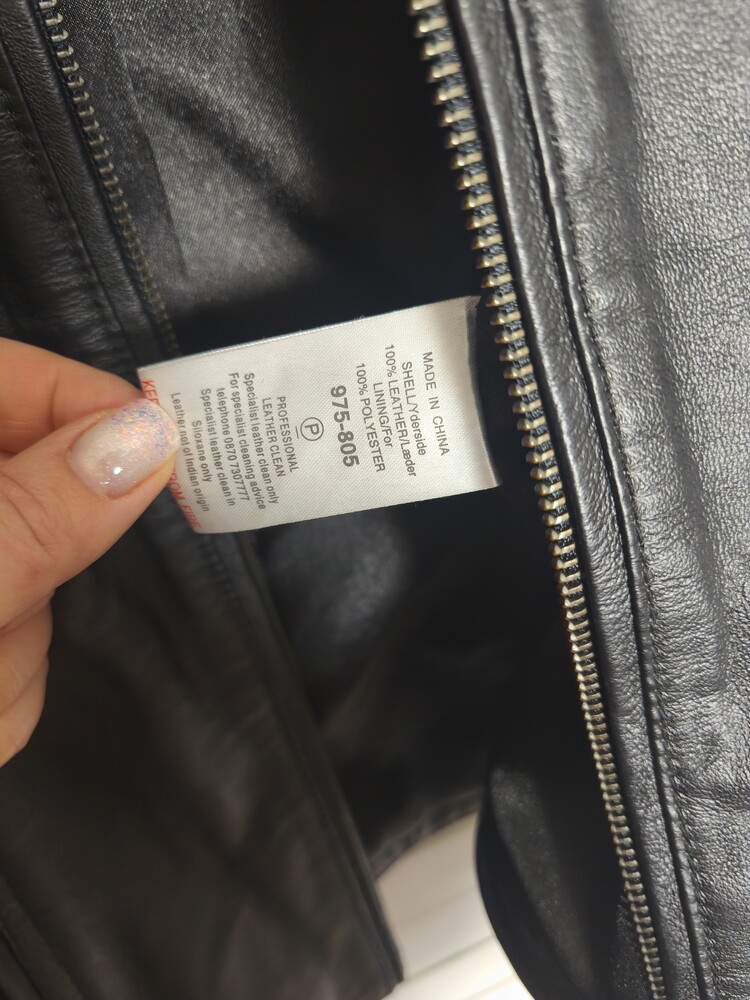 MADE IN CHINA
SHELL/Yderside
100% LEATHER/Læder
LINING/For
100% POLYESTER
975-805
P
PROFESSIONAL
LEATHER CLEAN
Specialist leather clean only
For specialist cleaning advice
telephone 0870 7307777
Specialist leather clean in
Siloxane only
Leather of Indian origin
FIRE